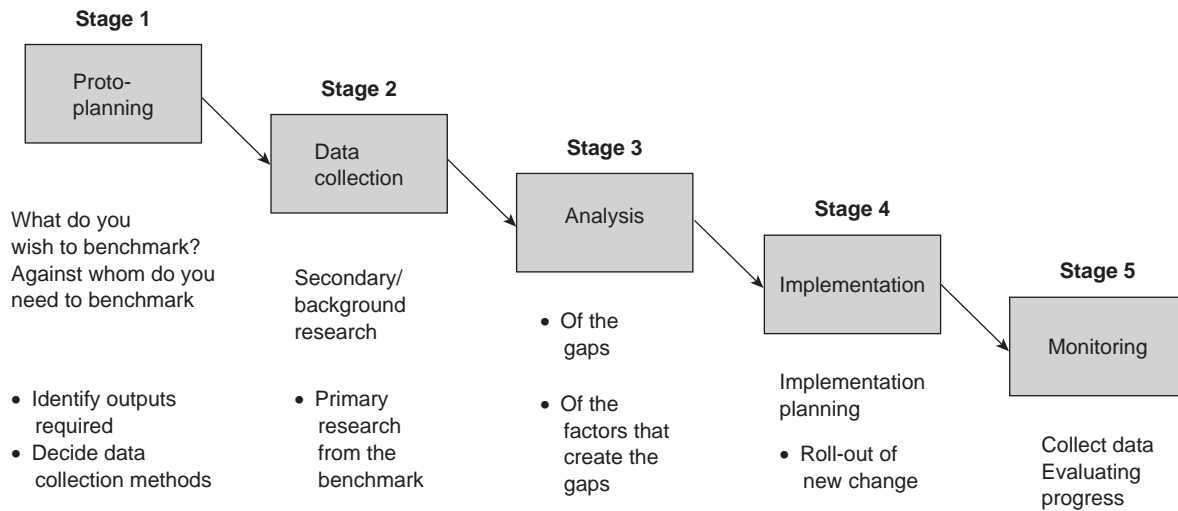 Stage 1
Proto-
planning
What do you
wish to benchmark?
Against whom do you
need to benchmark
• Identify outputs
required
• Decide data
collection methods
Stage 2
Data
collection
Secondary/
background
research
• Primary
research
from the
benchmark
Stage 3
Analysis
• Of the
gaps
• Of the
factors that
create the
gaps
Stage 4
Implementation
Implementation
planning
• Roll-out of
new change
Stage 5
Monitoring
Collect data
Evaluating
progress